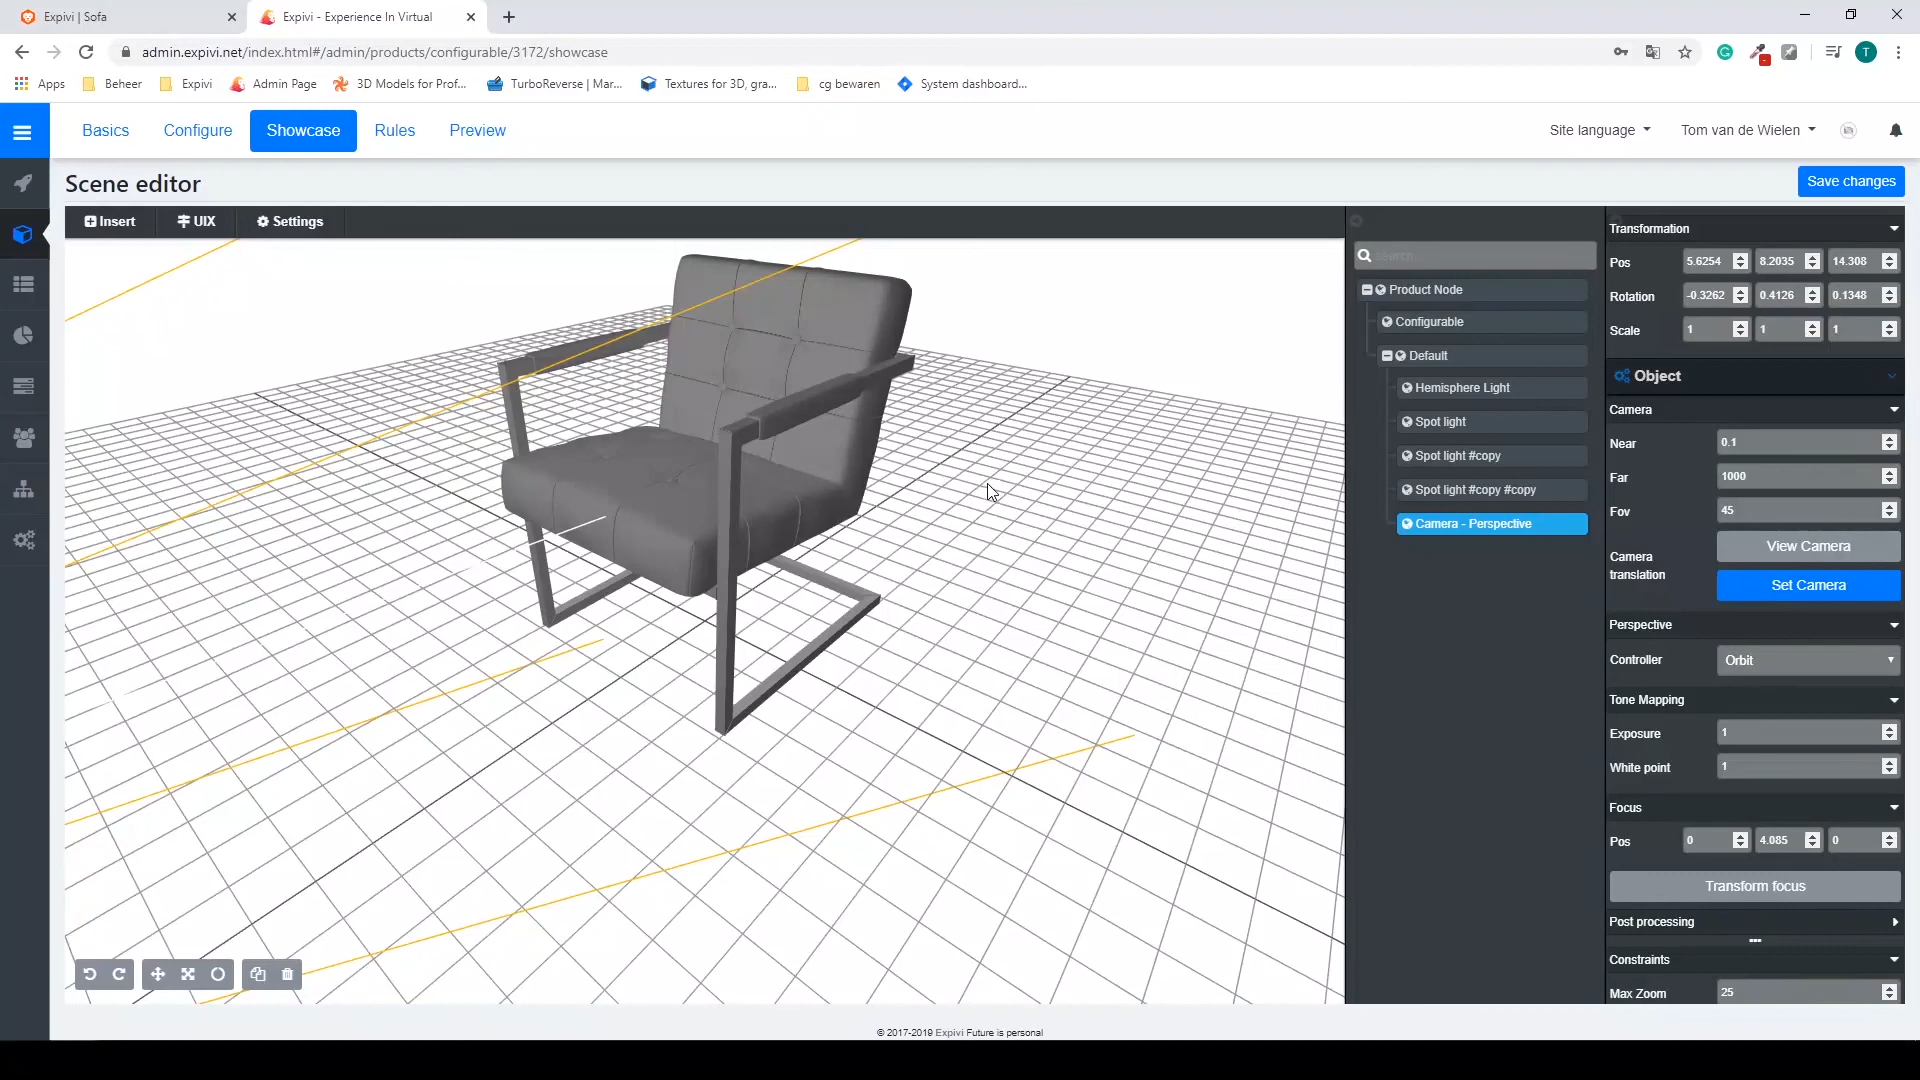 Expivi | Sofa
Expivi - Experience In Virtual
admin.expivi.net/index.html#/admin/products/configurable/3172/showcase
T
Apps
Beheer
Expivi
Admin Page
3D Models for Prof...
TurboReverse | Mar...
Textures for 3D, gra...
cg bewaren
System dashboard...
Basics
Configure
Showcase
Rules
Preview
Site language
Tom van de Wielen
Scene editor
Save changes
Insert
UIX
Settings
search...
Product Node
Configurable
Default
Hemisphere Light
Spot light
Spot light #copy
Spot light #copy #copy
Camera - Perspective
Transformation
Pos 5.6254 8.2035 14.308
Rotation -0.3262 0.4126 0.1348
Scale 1 1 1
Object
Camera
Near 0.1
Far 1000
Fov 45
Camera translation
View Camera
Set Camera
Perspective
Controller Orbit
Tone Mapping
Exposure 1
White point 1
Focus
Pos 0 4.085 0
Transform focus
Post processing
Constraints
Max Zoom 25
© 2017-2019 Expivi Future is personal